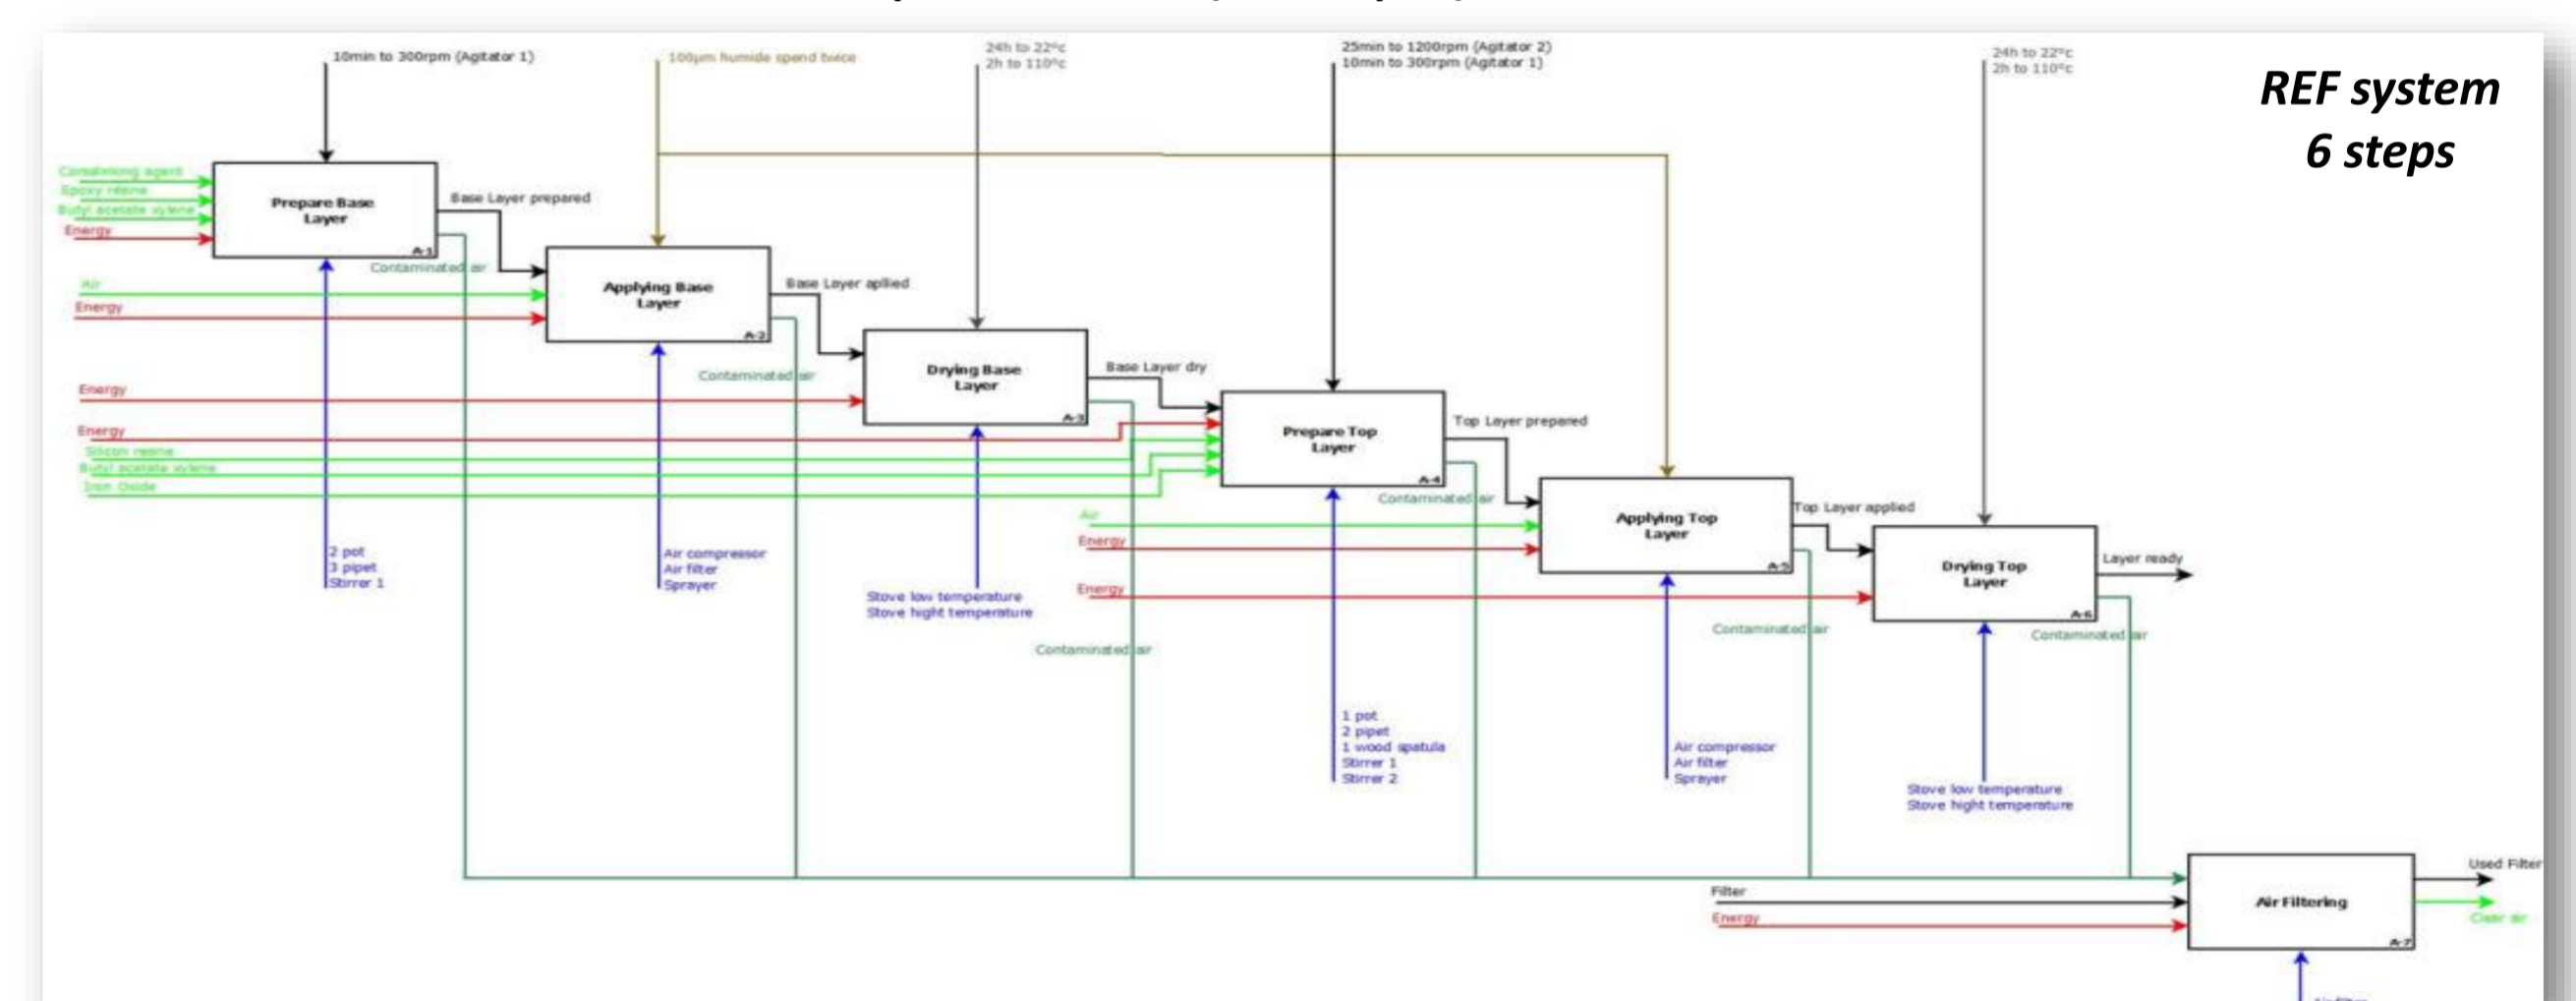 10min to 300rpm (Agitator 1)
100µm humide spend twice
24h to 22ºc
2h to 110ºc
25min to 1200rpm (Agitator 2)
10min to 300rpm (Agitator 1)
24h to 22ºc
2h to 110ºc
REF system
6 steps
agent
Epoxy
Butyl acetate xylene
Energy
Prepare Base
Layer
A-1
Base Layer prepared
Contaminated air
Air
Energy
Applying Base
Layer
A-2
Base Layer apllied
Contaminated air
Energy
Drying Base
Layer
A-3
Base Layer dry
Energy
Silicon
Butyl acetate xylene
Iron Oxide
Prepare Top
Layer
A-4
Top Layer prepared
Contaminated air
Air
Energy
Energy
Applying Top
Layer
A-5
Top Layer applied
Contaminated air
Drying Top
Layer
A-6
Layer ready
Contaminated air
2 pot
3 pipet
Stirrer 1
Air compressor
Air filter
Sprayer
Stove low temperature
Stove hight temperature
Contaminated air
1 pot
2 pipet
1 wood spatula
Stirrer 1
Stirrer 2
Air compressor
Air filter
Sprayer
Stove low temperature
Stove hight temperature
Filter
Energy
Air Filtering
A-7
Used Filter
Clear air